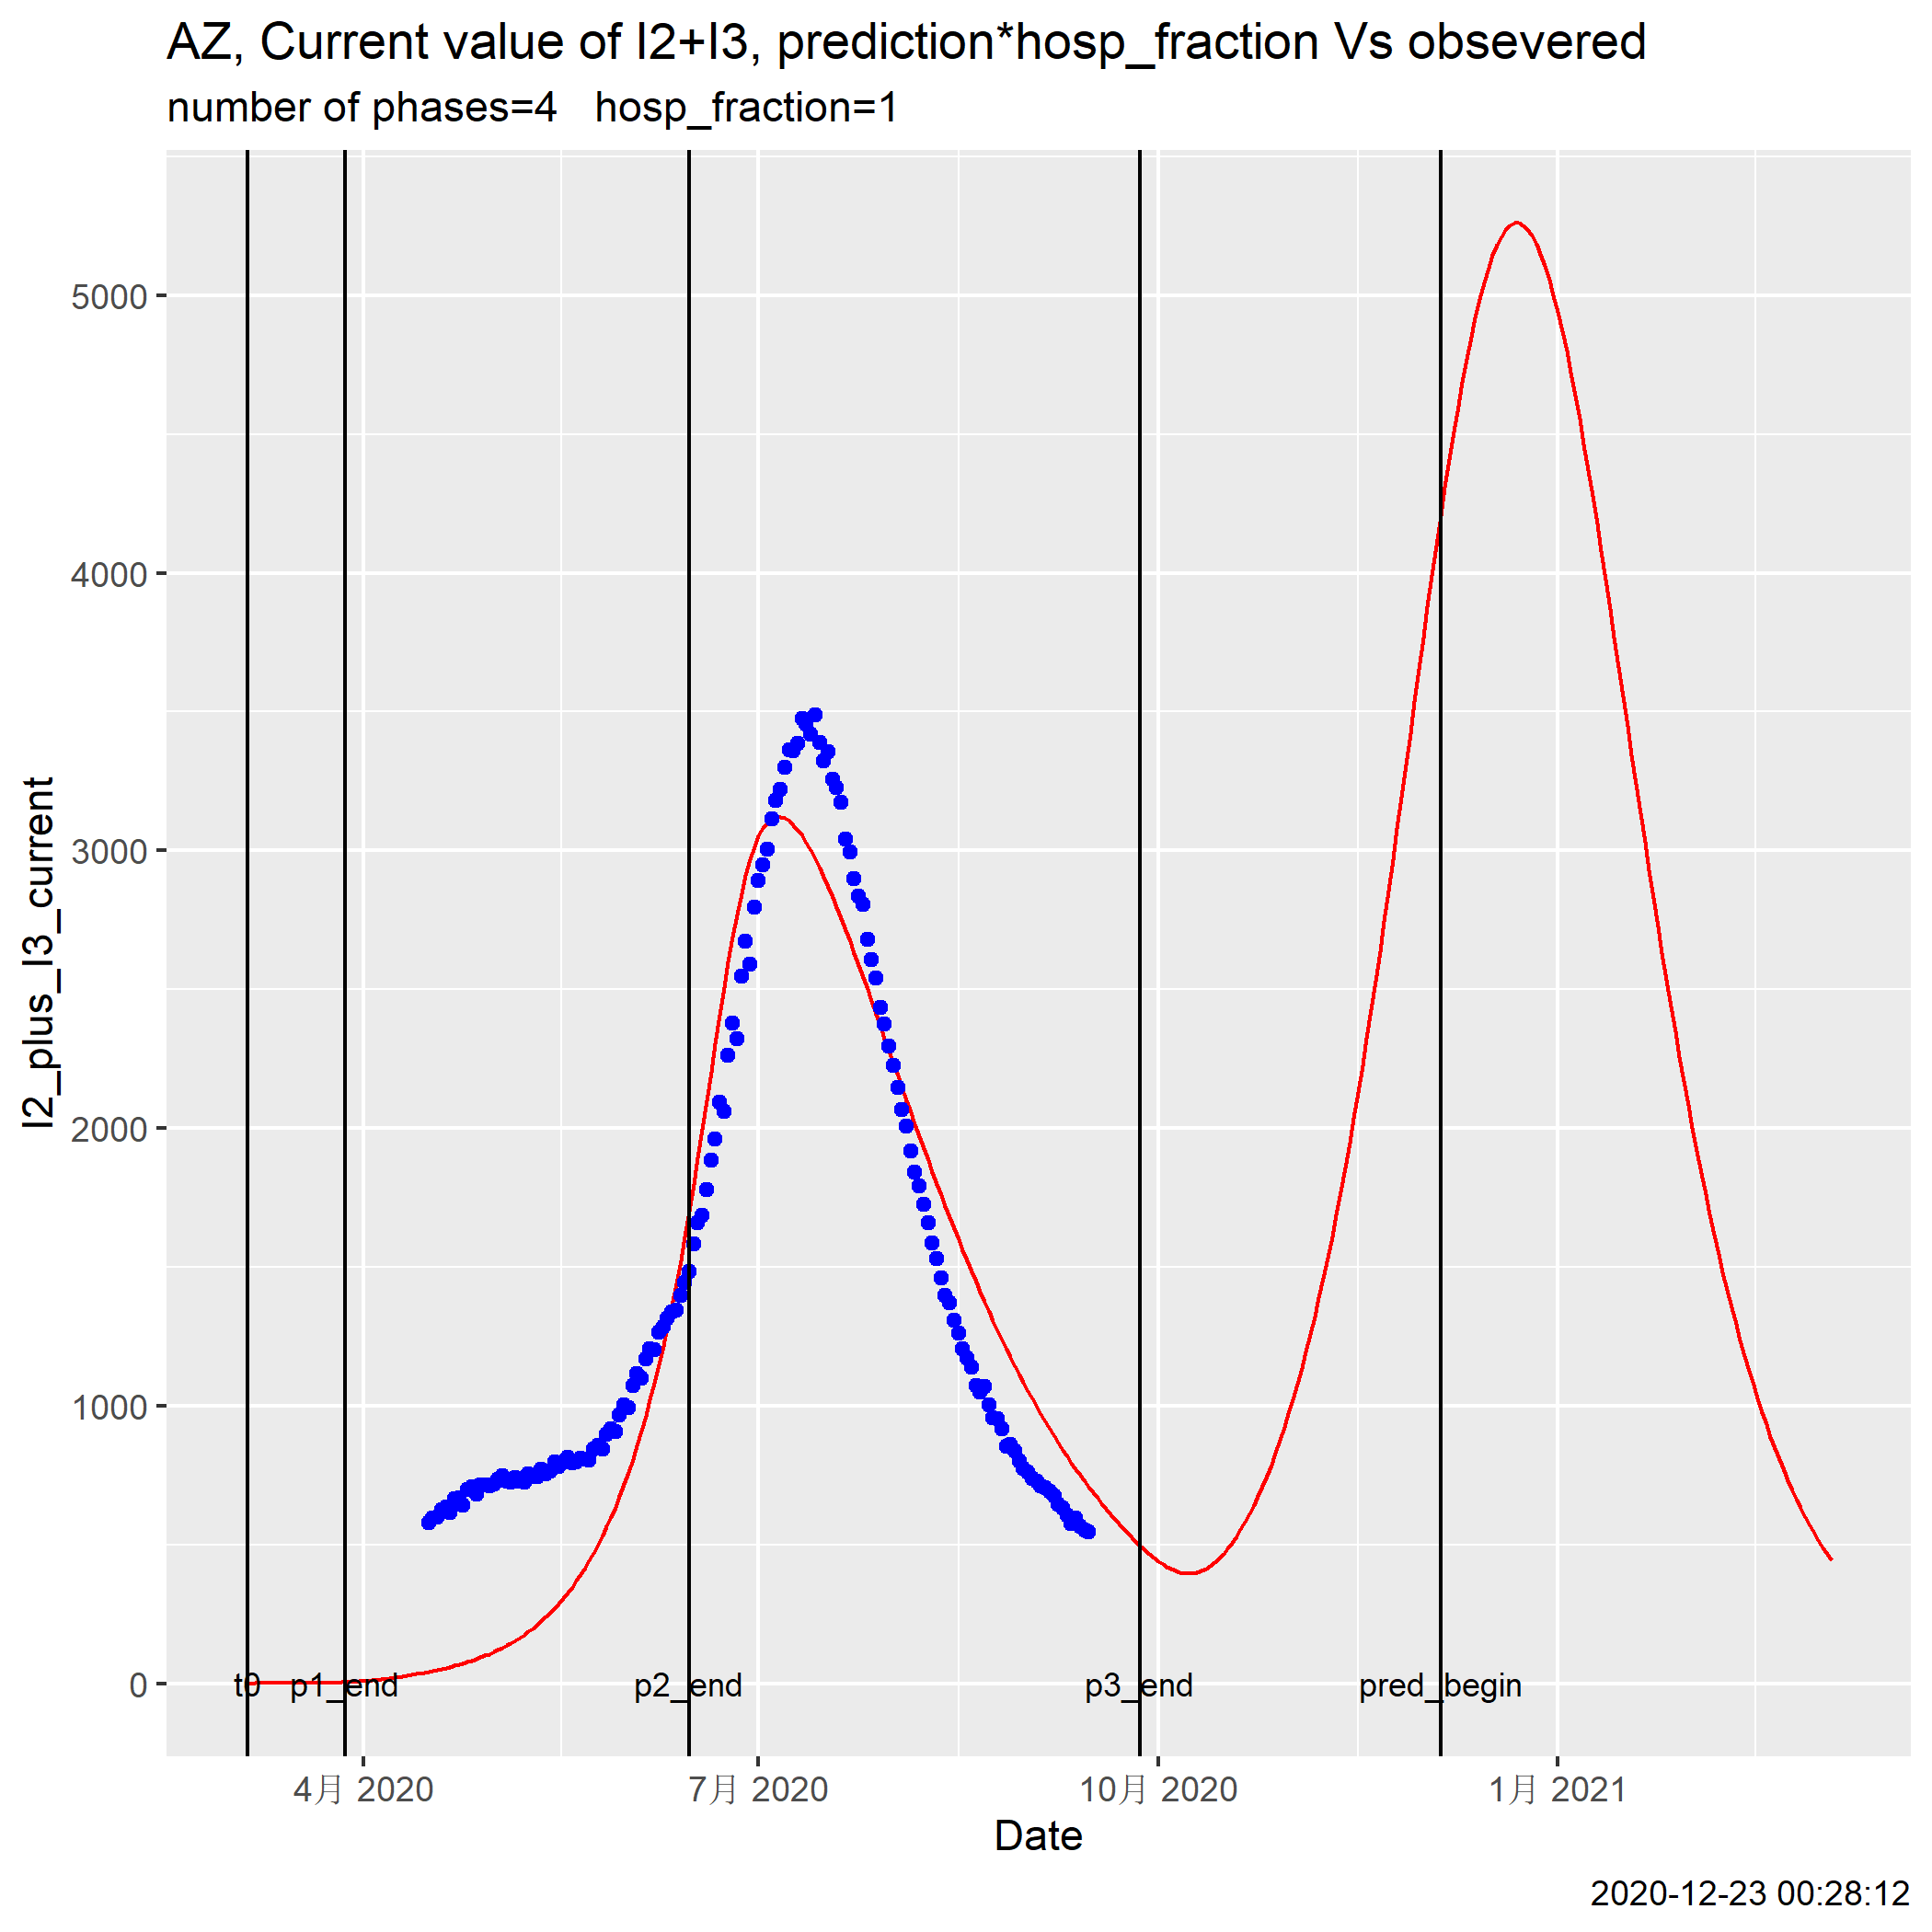 AZ, Current value of I2+I3, prediction*hosp_fraction Vs obsevered
number of phases=4   hosp_fraction=1
I2_plus_I3_current
5000
4000
3000
2000
1000
0
t0 p1_end p2_end p3_end pred_begin
4月 2020 7月 2020 10月 2020 1月 2021
Date
2020-12-23 00:28:12